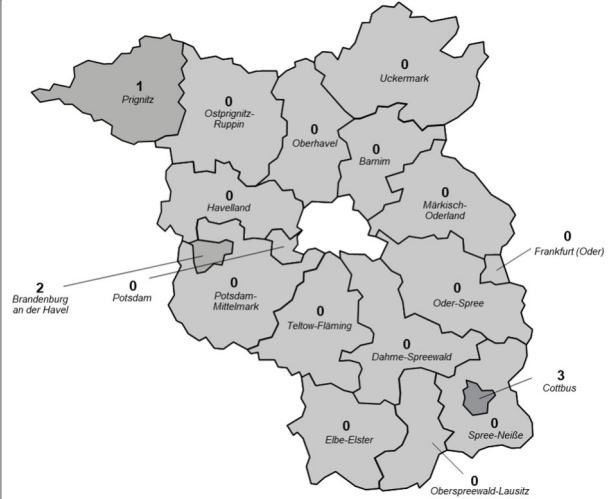 0
Uckermark
1
Prignitz
0
Ostprignitz-
Ruppin
0
Oberhavel
0
Barnim
0
Havelland
0
Märkisch-
Oderland
0
Frankfurt (Oder)
2
Brandenburg
an der Havel
0
Potsdam
0
Potsdam-
Mittelmark
0
Teltow-Fläming
0
Oder-Spree
0
Dahme-Spreewald
3
Cottbus
0
Elbe-Elster
0
Spree-Neiße
0
Oberspreewald-Lausitz